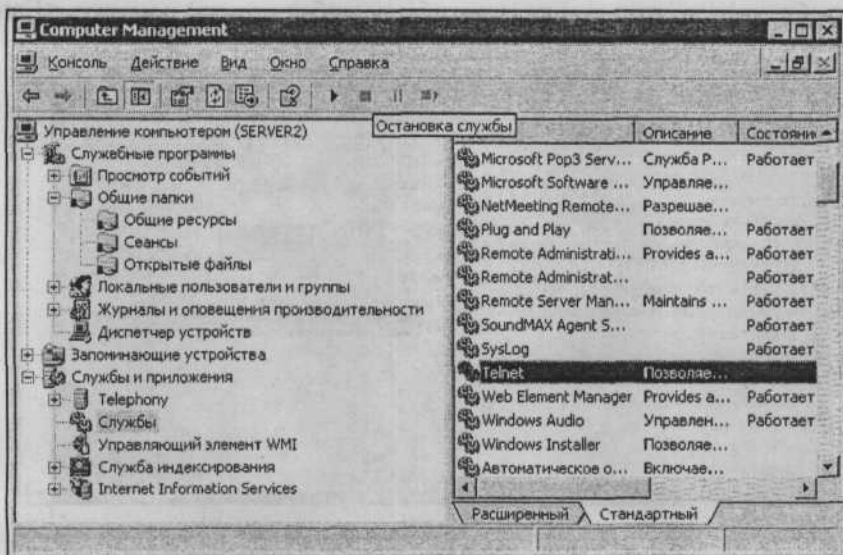 Computer Management
Консоль Действие Вид Окно Справка
Остановка службы
Управление компьютером (SERVER2)
Служебные программы
Просмотр событий
Общие папки
Общие ресурсы
Сеансы
Открытые файлы
Локальные пользователи и группы
Журналы и оповещения производительности
Диспетчер устройств
Запоминающие устройства
Службы и приложения
Telephony
Службы
Управляющий элемент WMI
Служба индексирования
Internet Information Services
Описание Состояни
Microsoft Pop3 Serv... Служба P... Работает
Microsoft Software ... Управляе...
NetMeeting Remote... Разрешае...
Plug and Play Позволяе... Работает
Remote Administrati... Provides a... Работает
Remote Administrat... Работает
Remote Server Man... Maintains ... Работает
SoundMAX Agent S... Работает
SysLog Работает
Telnet Позволяе...
Web Element Manager Provides a... Работает
Windows Audio Управлен... Работает
Windows Installer Позволяе...
Автоматическое о... Включае...
Расширенный Стандартный